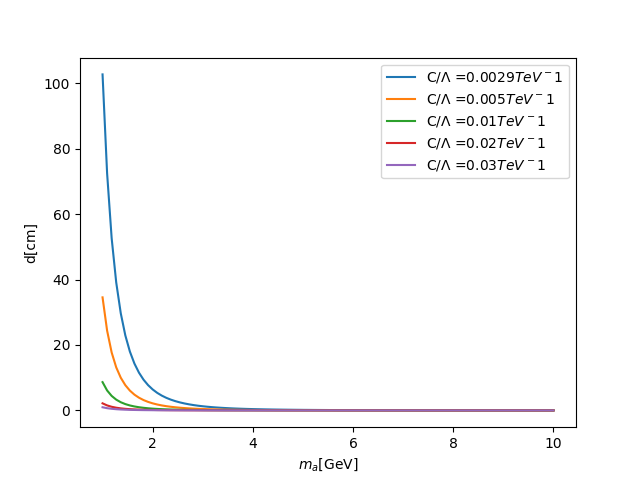 C/Λ =0.0029TeV⁻1
C/Λ =0.005TeV⁻1
C/Λ =0.01TeV⁻1
C/Λ =0.02TeV⁻1
C/Λ =0.03TeV⁻1
100
80
60
40
20
0
d[cm]
2 4 6 8 10
mₐ[GeV]